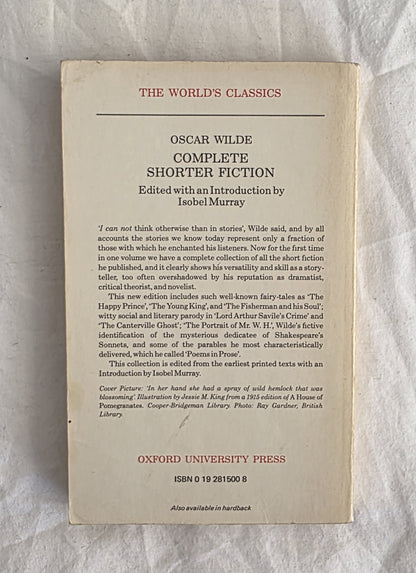 THE WORLD'S CLASSICS
OSCAR WILDE
COMPLETE
SHORTER FICTION
Edited with an Introduction by
Isobel Murray
'I can not think otherwise than in stories', Wilde said, and by all
accounts the stories we know today represent only a fraction of
those with which he enchanted his listeners. Now for the first time
in one volume we have a complete collection of all the short fiction
he published, and it clearly shows his versatility and skill as a story-
teller, too often overshadowed by his reputation as dramatist,
critical theorist, and novelist.
This new edition includes such well-known fairy-tales as 'The
Happy Prince', 'The Young King', and 'The Fisherman and his Soul';
witty social and literary parody in 'Lord Arthur Savile's Crime' and
'The Canterville Ghost'; 'The Portrait of Mr. W. H.', Wilde's fictive
identification of the mysterious dedicatee of Shakespeare's
Sonnets, and some of the parables he most characteristically
delivered, which he called 'Poems in Prose'.
This collection is edited from the earliest printed texts with an
Introduction by Isobel Murray.
Cover Picture: 'In her hand she had a spray of wild hemlock that was
blossoming'. Illustration by Jessie M. King from a 1915 edition of A House of
Pomegranates. Cooper-Bridgeman Library. Photo: Ray Gardner, British
Library.
OXFORD UNIVERSITY PRESS
ISBN 0 19 281500 8
Also available in hardback